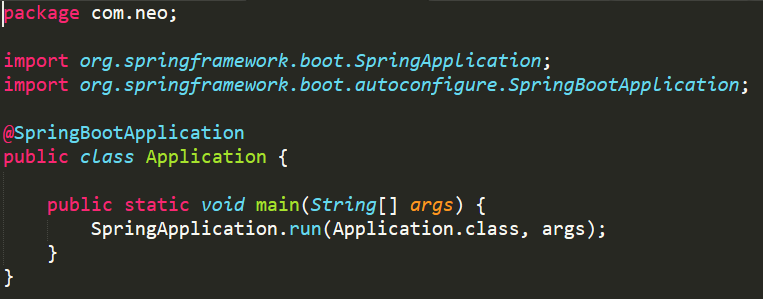 package com.neo;
import org.springframework.boot.SpringApplication;
import org.springframework.boot.autoconfigure.SpringBootApplication;
@SpringBootApplication
public class Application {
public static void main(String[] args) {
SpringApplication.run(Application.class, args);
}
}